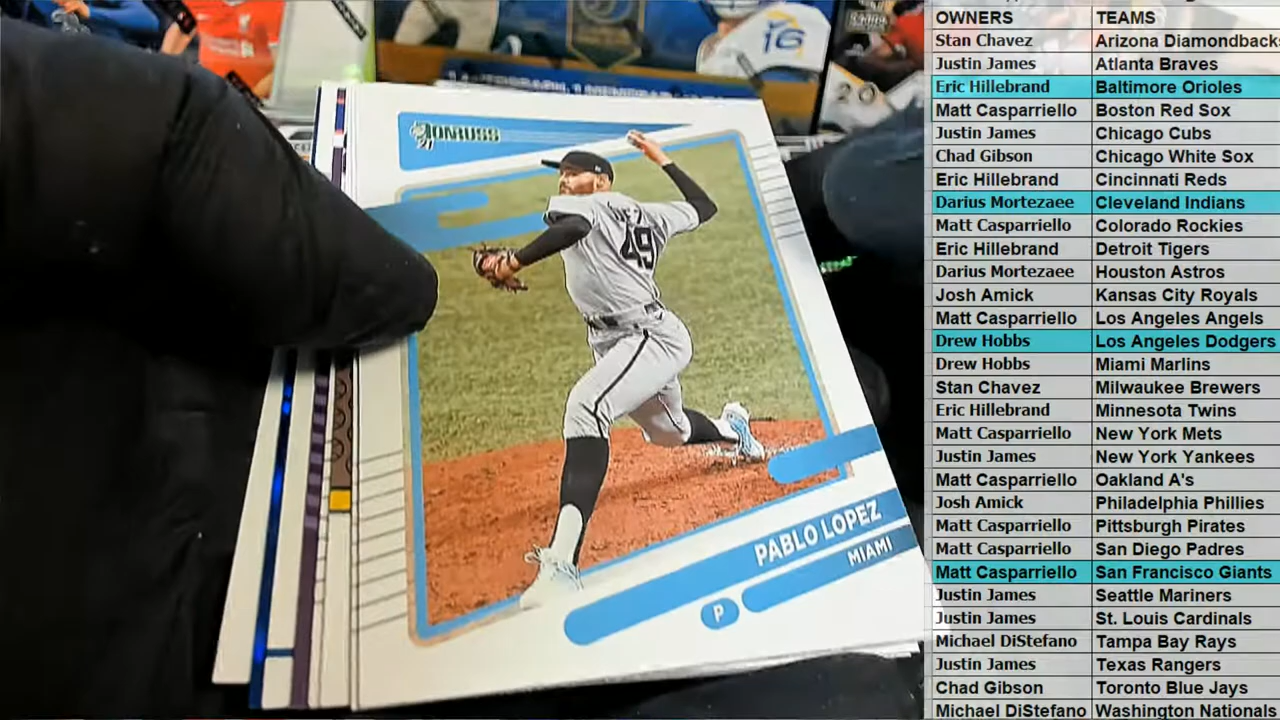 DONRUSS
16
20
49
PABLO LOPEZ
MIAMI
P
OWNERS TEAMS
Stan Chavez Arizona Diamondbacks
Justin James Atlanta Braves
Eric Hillebrand Baltimore Orioles
Matt Casparriello Boston Red Sox
Justin James Chicago Cubs
Chad Gibson Chicago White Sox
Eric Hillebrand Cincinnati Reds
Darius Mortezaee Cleveland Indians
Matt Casparriello Colorado Rockies
Eric Hillebrand Detroit Tigers
Darius Mortezaee Houston Astros
Josh Amick Kansas City Royals
Matt Casparriello Los Angeles Angels
Drew Hobbs Los Angeles Dodgers
Drew Hobbs Miami Marlins
Stan Chavez Milwaukee Brewers
Eric Hillebrand Minnesota Twins
Matt Casparriello New York Mets
Justin James New York Yankees
Matt Casparriello Oakland A's
Josh Amick Philadelphia Phillies
Matt Casparriello Pittsburgh Pirates
Matt Casparriello San Diego Padres
Matt Casparriello San Francisco Giants
Justin James Seattle Mariners
Justin James St. Louis Cardinals
Michael DiStefano Tampa Bay Rays
Justin James Texas Rangers
Chad Gibson Toronto Blue Jays
Michael DiStefano Washington Nationals